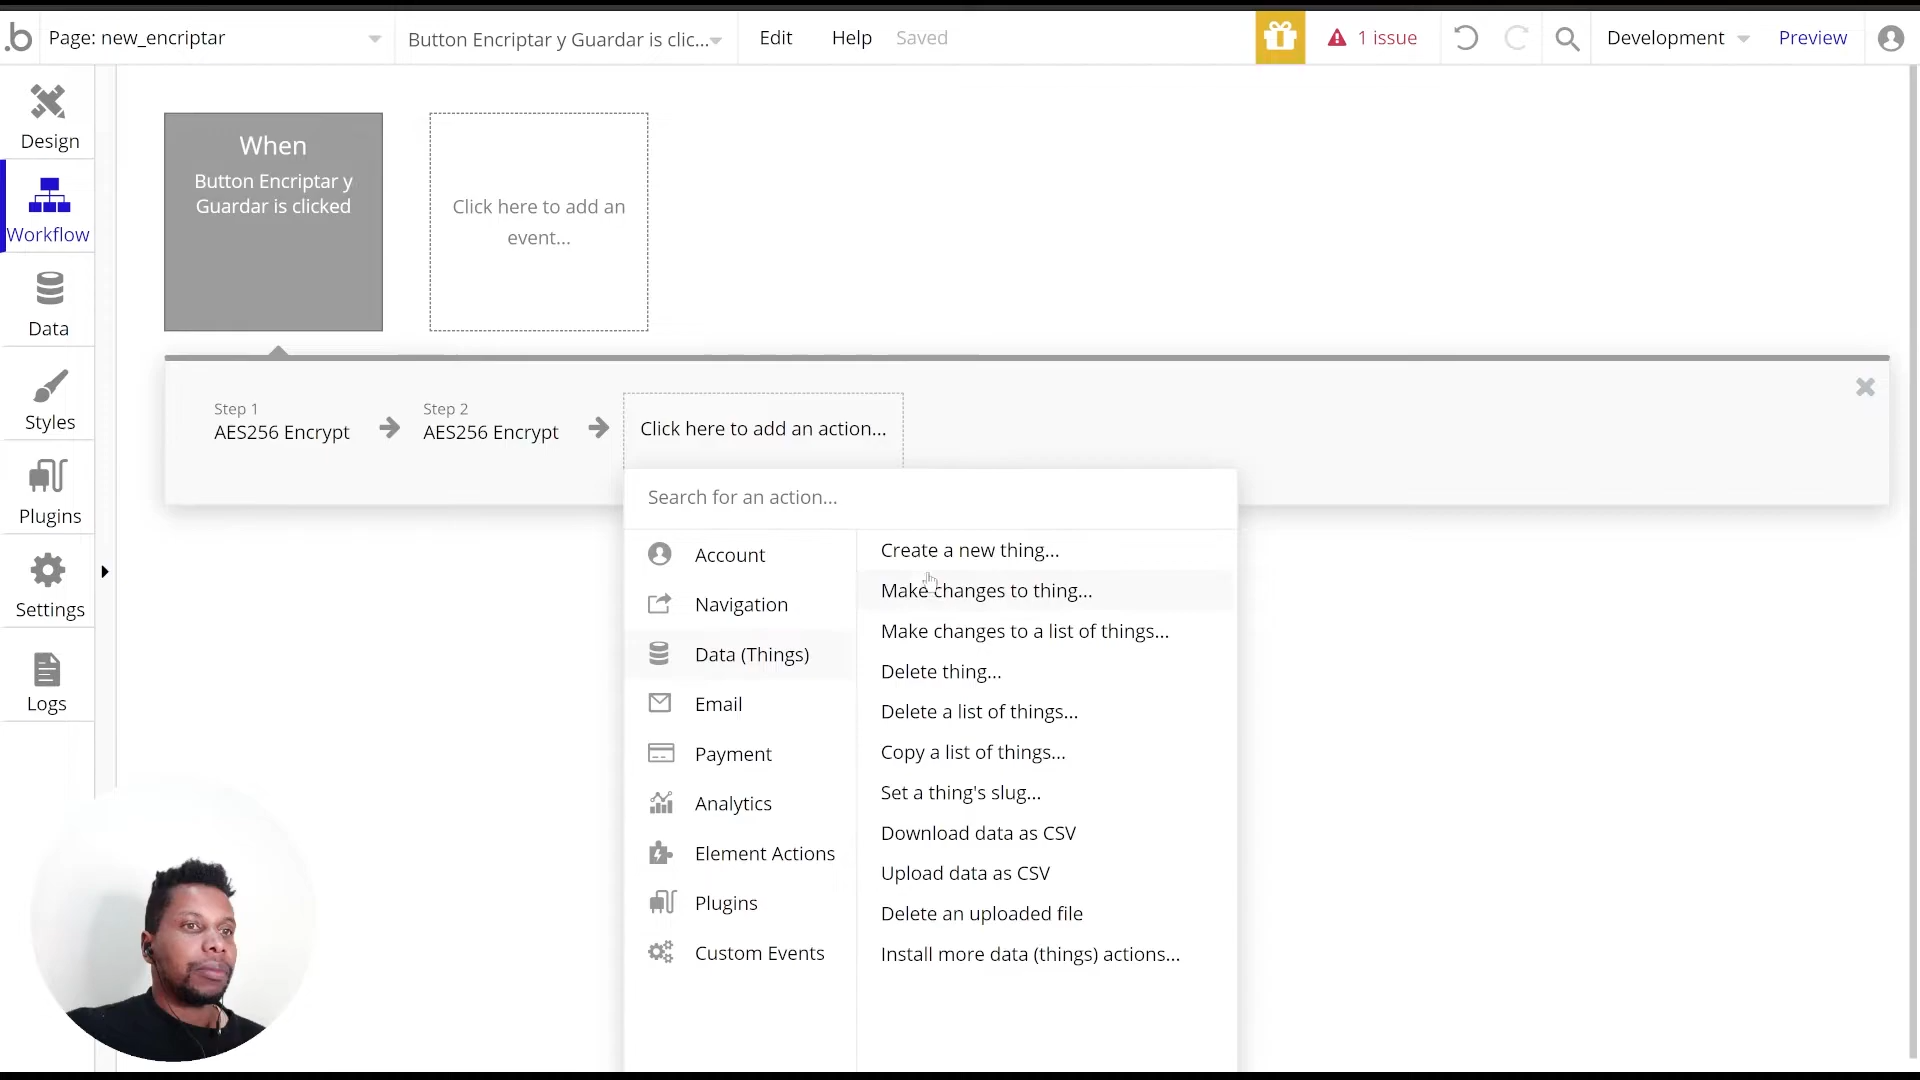 .b
Page: new_encriptar
Button Encriptar y Guardar is clic...
Edit
Help
Saved
1 issue
Development
Preview
Design
Workflow
Data
Styles
Plugins
Settings
Logs
When
Button Encriptar y
Guardar is clicked
Click here to add an
event...
Step 1
AES256 Encrypt
Step 2
AES256 Encrypt
Click here to add an action...
Search for an action...
Account
Navigation
Data (Things)
Email
Payment
Analytics
Element Actions
Plugins
Custom Events
Create a new thing...
Make changes to thing...
Make changes to a list of things...
Delete thing...
Delete a list of things...
Copy a list of things...
Set a thing's slug...
Download data as CSV
Upload data as CSV
Delete an uploaded file
Install more data (things) actions...